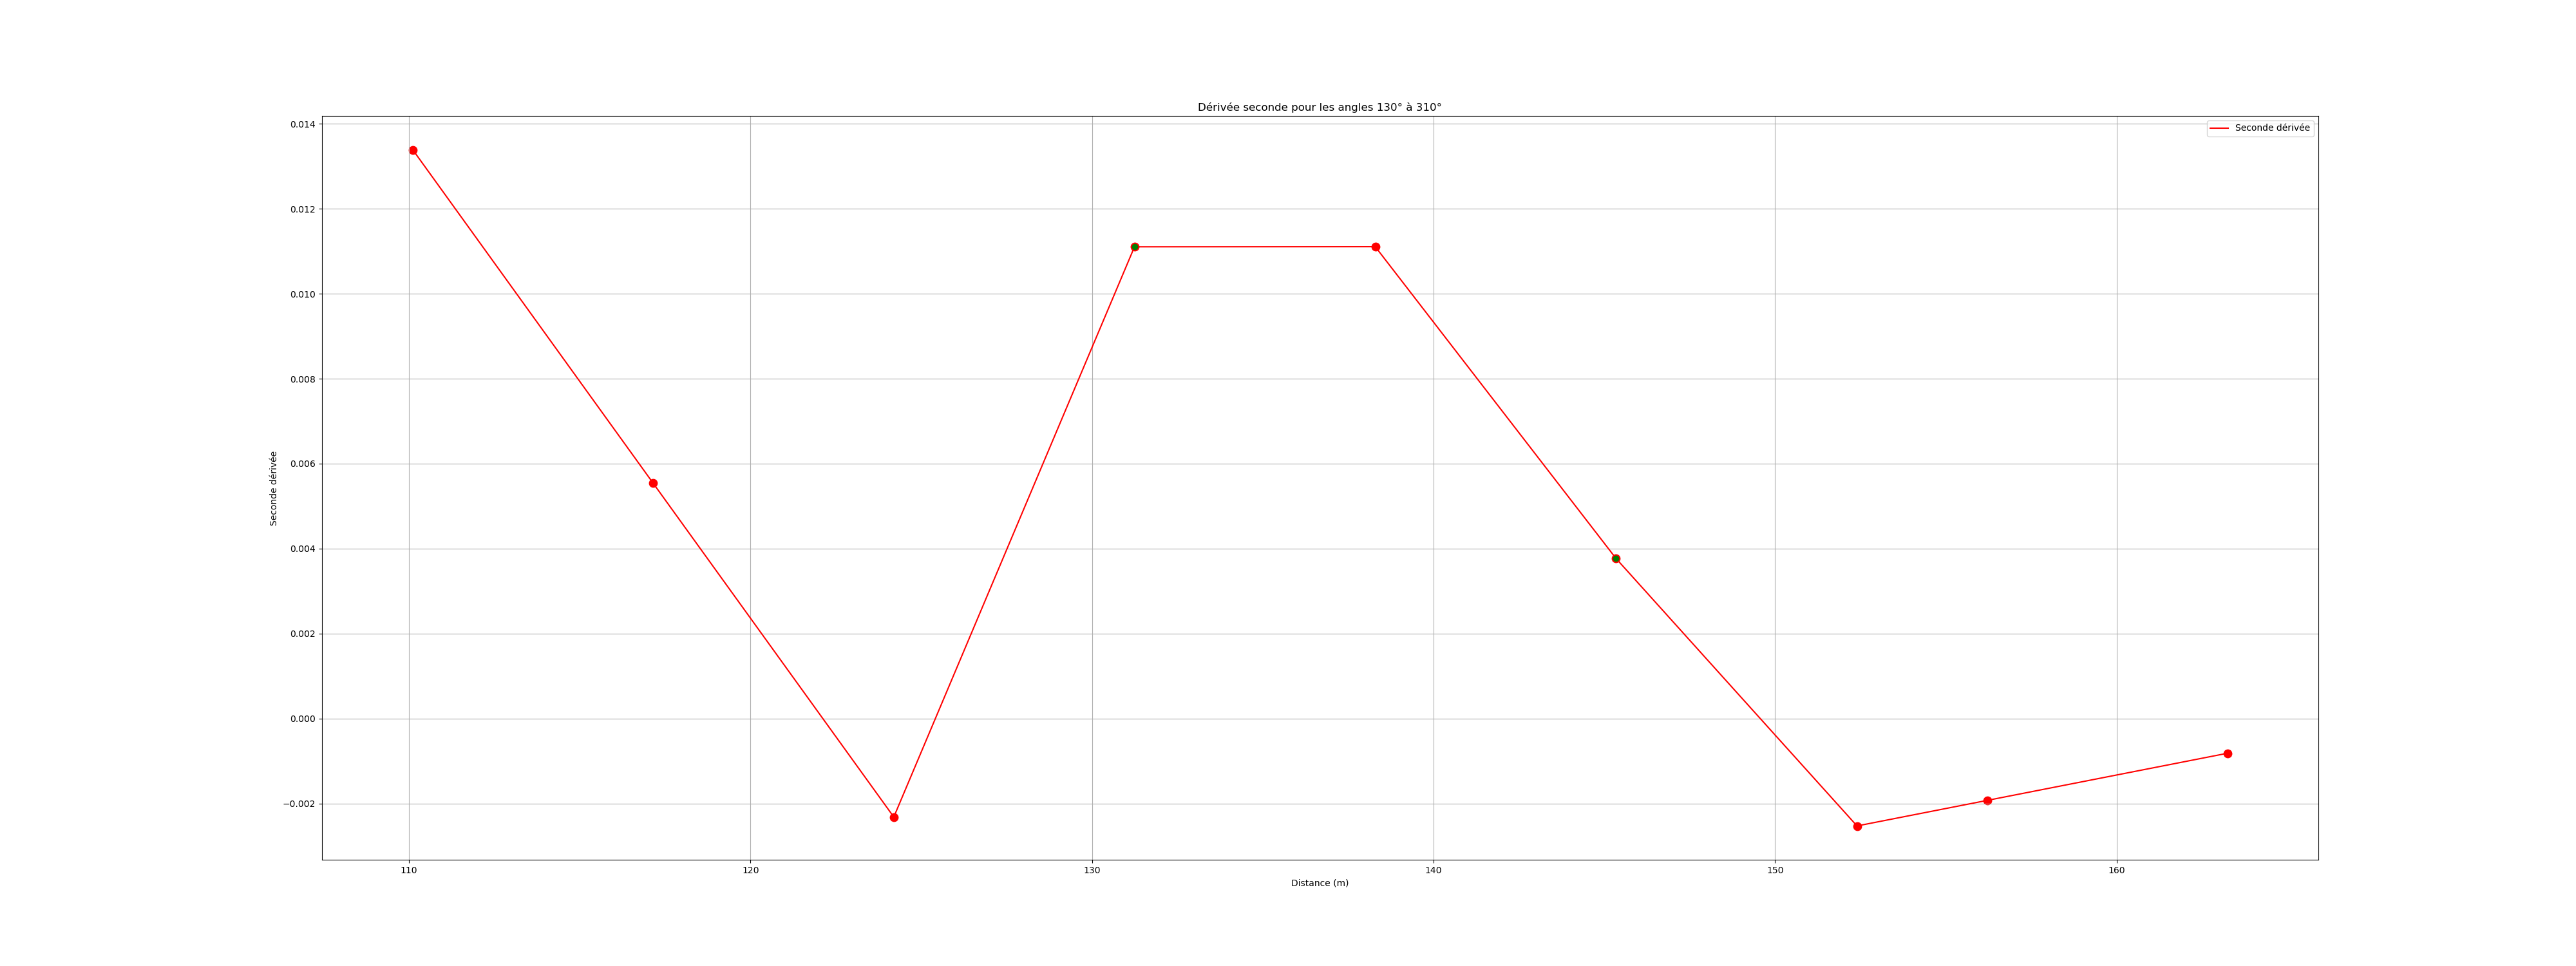 Dérivée seconde pour les angles 130° à 310°
Seconde dérivée
0.014
0.012
0.010
0.008
0.006
0.004
0.002
0.000
−0.002
Seconde dérivée
110 120 130 140 150 160
Distance (m)